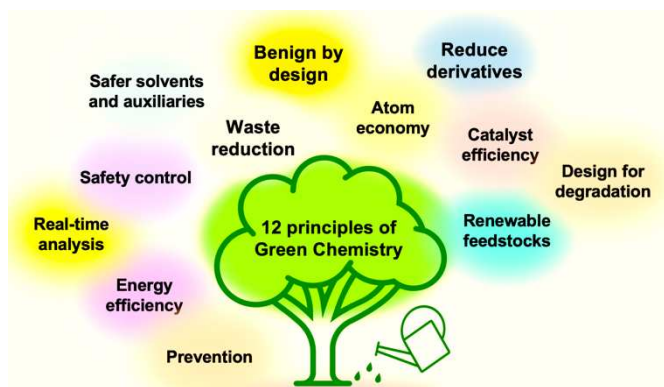 Benign by
design
Reduce
derivatives
Safer solvents
and auxiliaries
Atom
economy
Waste
reduction
Catalyst
efficiency
Design for
degradation
Safety control
Real-time
analysis
12 principles of
Green Chemistry
Renewable
feedstocks
Energy
efficiency
Prevention